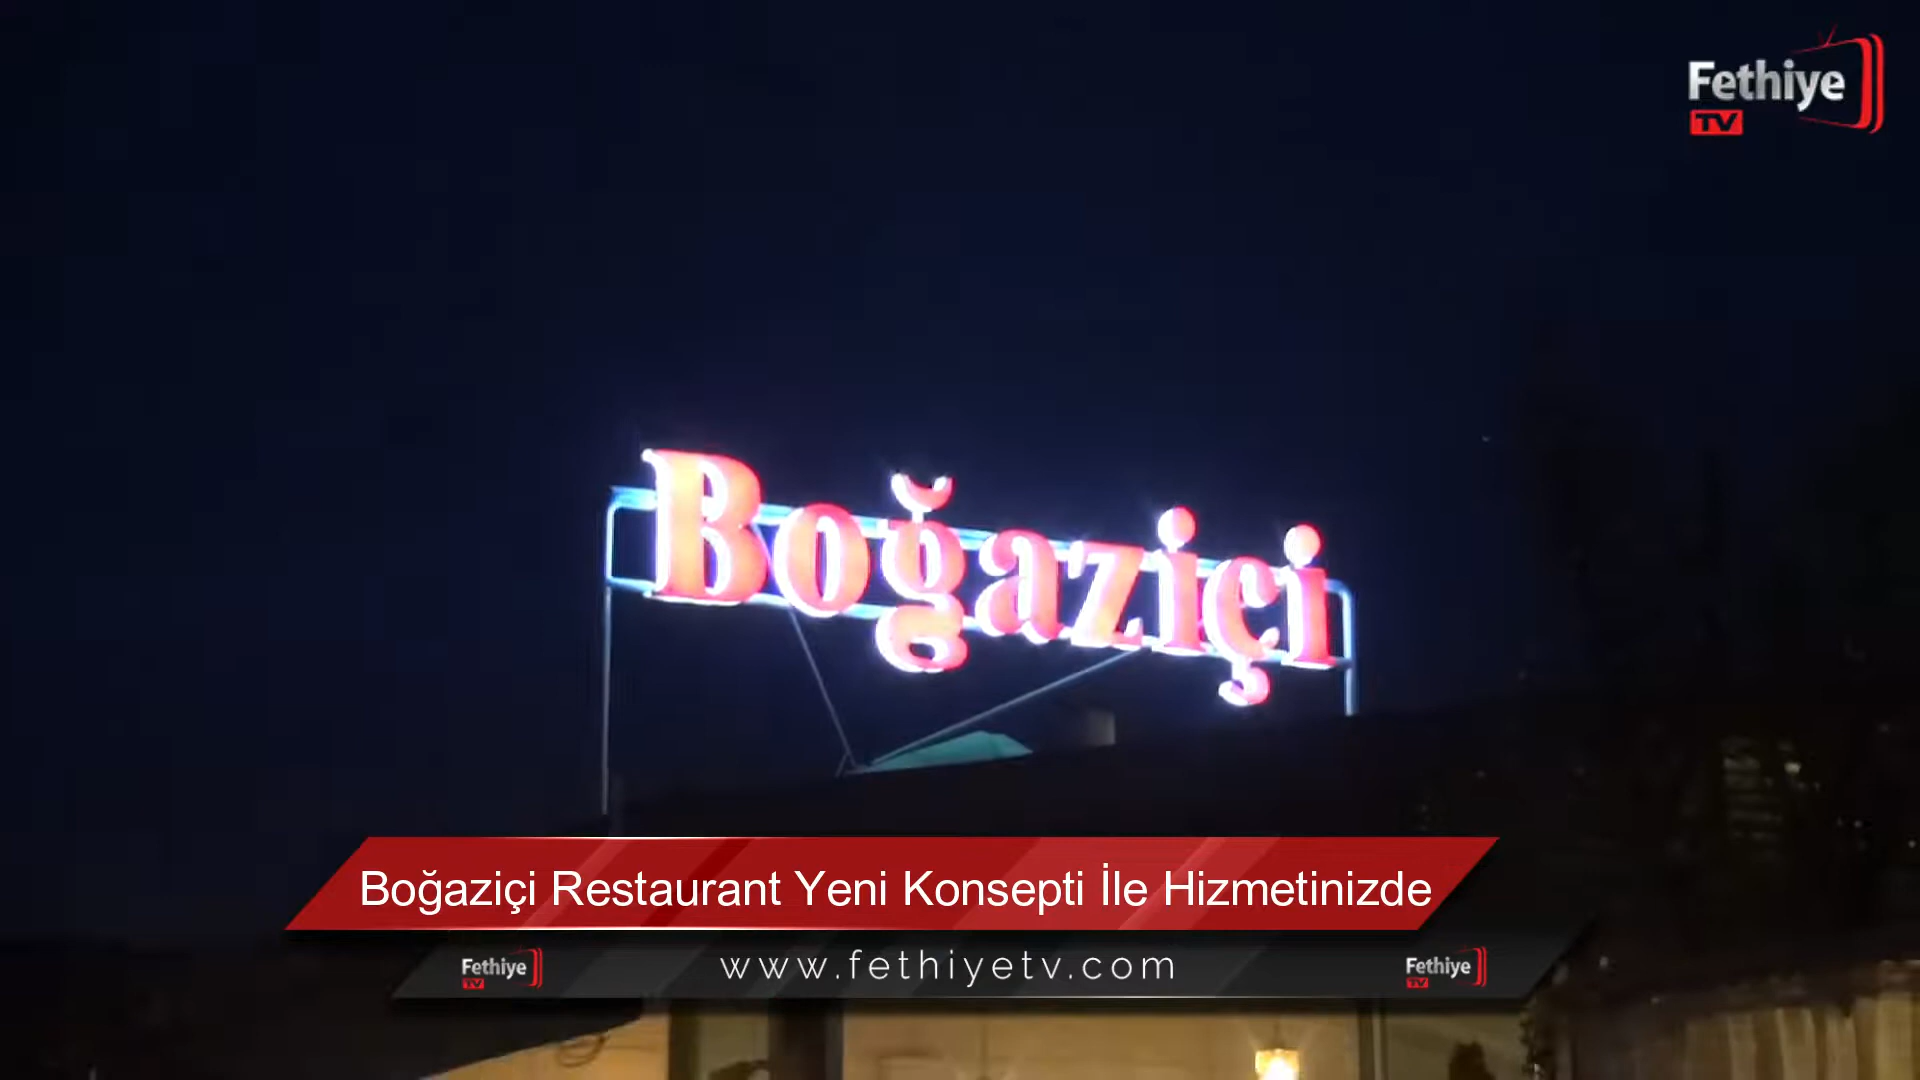 Fethiye
TV
Boğaziçi
Boğaziçi Restaurant Yeni Konsepti İle Hizmetinizde
Fethiye
TV
www.fethiyetv.com
Fethiye
TV